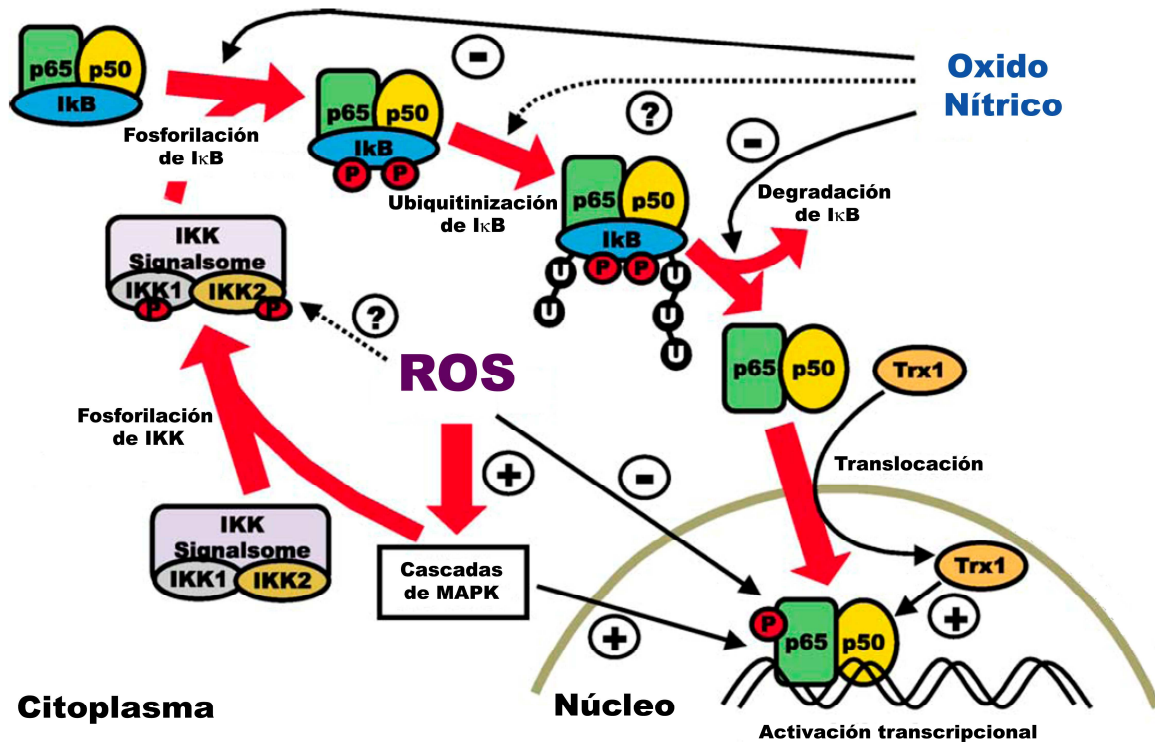 p65 p50
IkB
Fosforilación
de IκB
-
p65 p50
IkB
P P
Ubiquitinización
de IκB
?
Oxido
Nítrico
-
Degradación
de IκB
p65 p50
IkB
P P
U U
U U
U
IKK
Signalsome
IKK1 IKK2
P P
?
ROS
Fosforilación
de IKK
+
-
p65 p50
Trx1
Translocación
IKK
Signalsome
IKK1 IKK2
Cascadas
de MAPK
+
Trx1
+
P
p65 p50
Citoplasma
Núcleo
Activación transcripcional